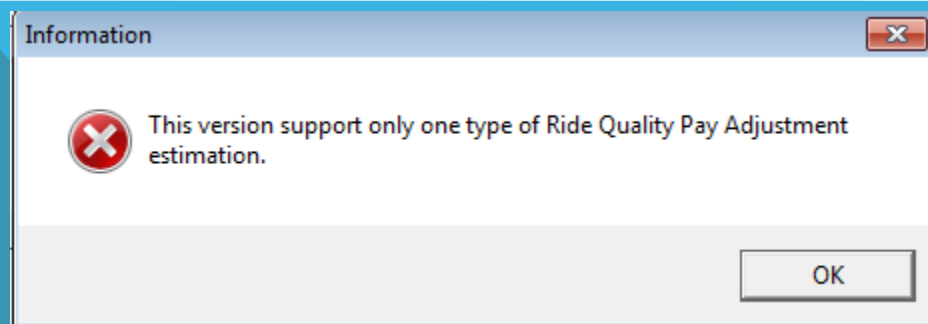 Information
This version support only one type of Ride Quality Pay Adjustment
estimation.
OK